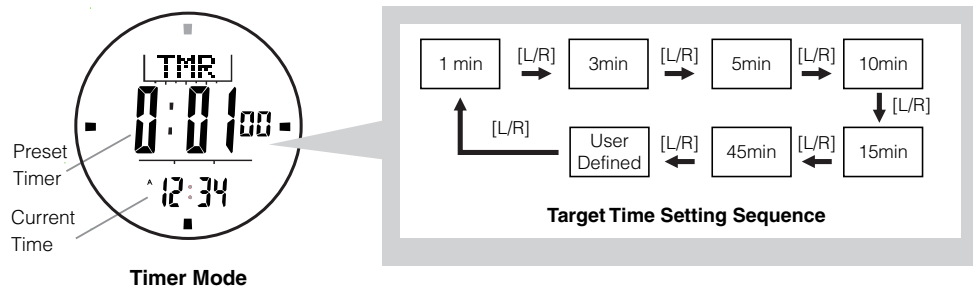 TMR
0:01 00
A 12:34
Preset
Timer
Current
Time
Timer Mode
1 min [L/R] 3min [L/R] 5min [L/R] 10min
[L/R]
15min [L/R] 45min [L/R] User
Defined
[L/R]
Target Time Setting Sequence